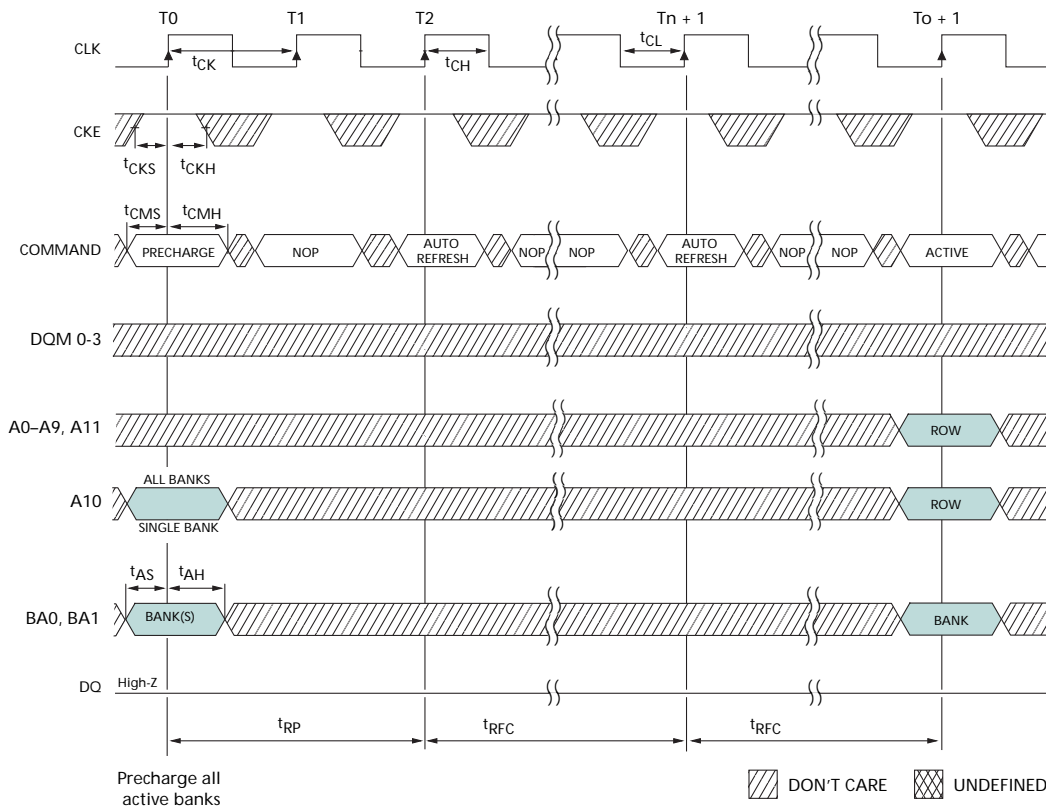 T0 T1 T2 Tn + 1 To + 1
CLK
tCK tCH tCL
CKE
tCKS tCKH
tCMS tCMH
COMMAND PRECHARGE NOP AUTO REFRESH NOP NOP AUTO REFRESH NOP NOP ACTIVE
DQM 0-3
A0–A9, A11 ROW
ALL BANKS
A10 ROW
SINGLE BANK
tAS tAH
BA0, BA1 BANK(S) BANK
DQ High-Z
tRP tRFC tRFC
Precharge all
active banks
DON'T CARE UNDEFINED